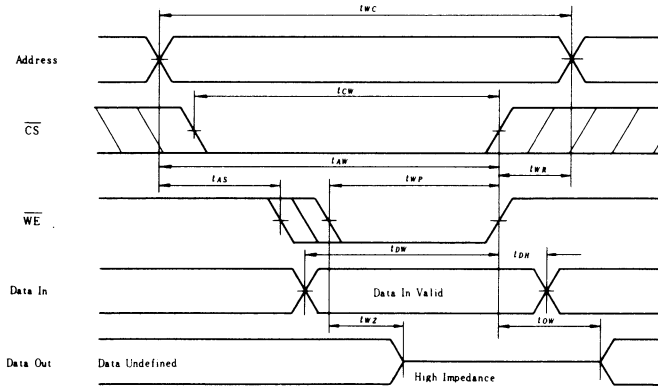 tWC
Address
tCW
CS
tAW
tWR
tAS
tWP
WE
tDW
tDH
Data In
Data In Valid
tWZ
tOW
Data Out
Data Undefined
High Impedance